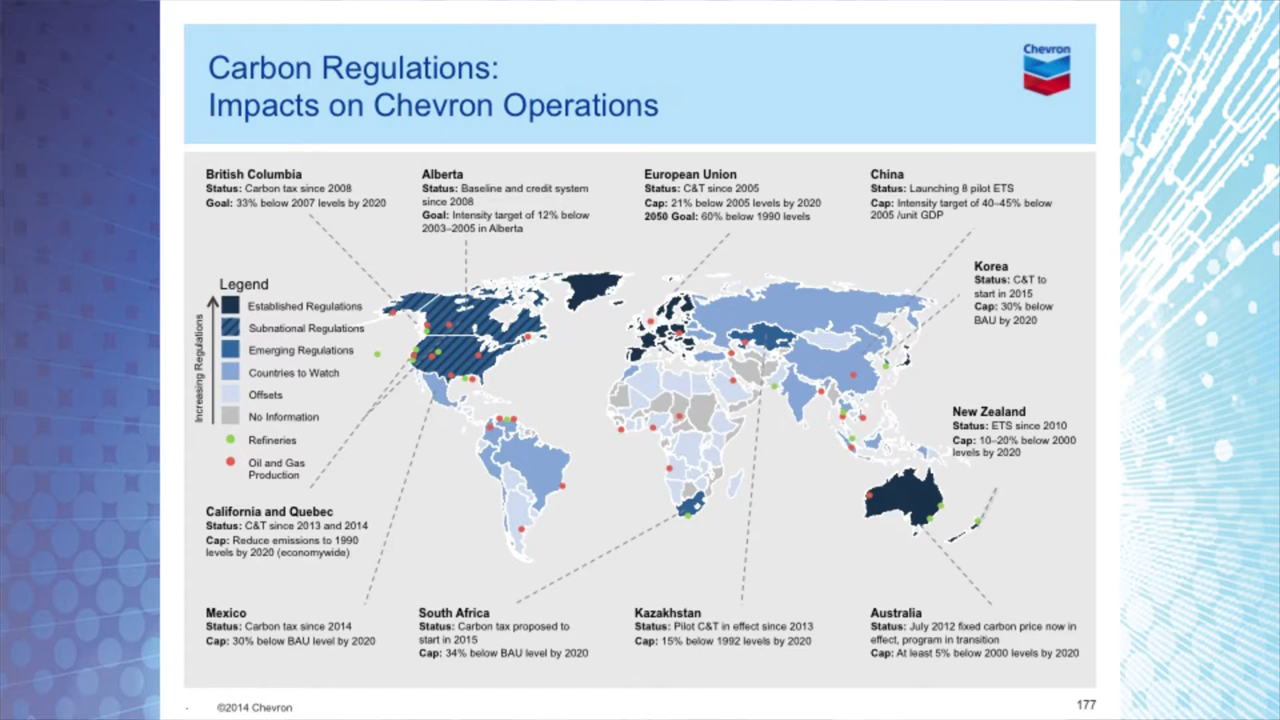 Carbon Regulations:
Impacts on Chevron Operations
Chevron
British Columbia
Status: Carbon tax since 2008
Goal: 33% below 2007 levels by 2020
Alberta
Status: Baseline and credit system
since 2008
Goal: Intensity target of 12% below
2003–2005 in Alberta
European Union
Status: C&T since 2005
Cap: 21% below 2005 levels by 2020
2050 Goal: 60% below 1990 levels
China
Status: Launching 8 pilot ETS
Cap: Intensity target of 40–45% below
2005 /unit GDP
Korea
Status: C&T to
start in 2015
Cap: 30% below
BAU by 2020
Legend
Increasing Regulations
Established Regulations
Subnational Regulations
Emerging Regulations
Countries to Watch
Offsets
No Information
Refineries
Oil and Gas
Production
New Zealand
Status: ETS since 2010
Cap: 10–20% below 2000
levels by 2020
California and Quebec
Status: C&T since 2013 and 2014
Cap: Reduce emissions to 1990
levels by 2020 (economywide)
Mexico
Status: Carbon tax since 2014
Cap: 30% below BAU level by 2020
South Africa
Status: Carbon tax proposed to
start in 2015
Cap: 34% below BAU level by 2020
Kazakhstan
Status: Pilot C&T in effect since 2013
Cap: 15% below 1992 levels by 2020
Australia
Status: July 2012 fixed carbon price now in
effect, program in transition
Cap: At least 5% below 2000 levels by 2020
©2014 Chevron
177